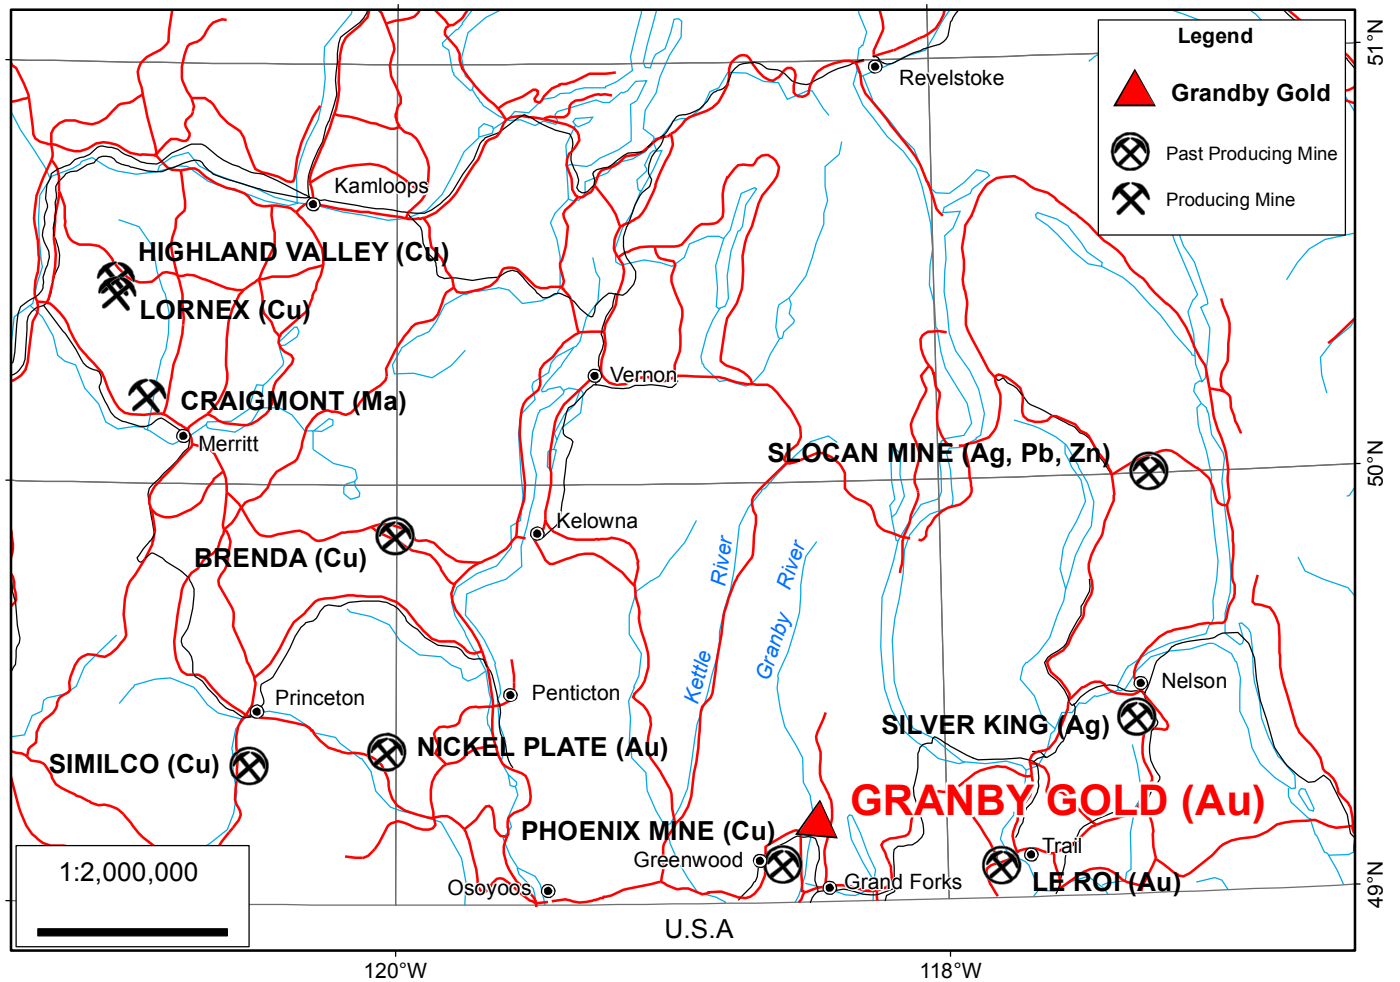 Legend
Grandby Gold
Past Producing Mine
Producing Mine
51°N
Revelstoke
Kamloops
HIGHLAND VALLEY (Cu)
LORNEX (Cu)
Vernon
CRAIGMONT (Ma)
Merritt
SLOCAN MINE (Ag, Pb, Zn)
50°N
Kelowna
BRENDA (Cu)
Kettle River
Granby River
Princeton
Penticton
Nelson
SILVER KING (Ag)
NICKEL PLATE (Au)
SIMILCO (Cu)
GRANBY GOLD (Au)
PHOENIX MINE (Cu)
Greenwood
Trail
1:2,000,000
Osoyoos
Grand Forks
LE ROI (Au)
49°N
U.S.A
120°W
118°W